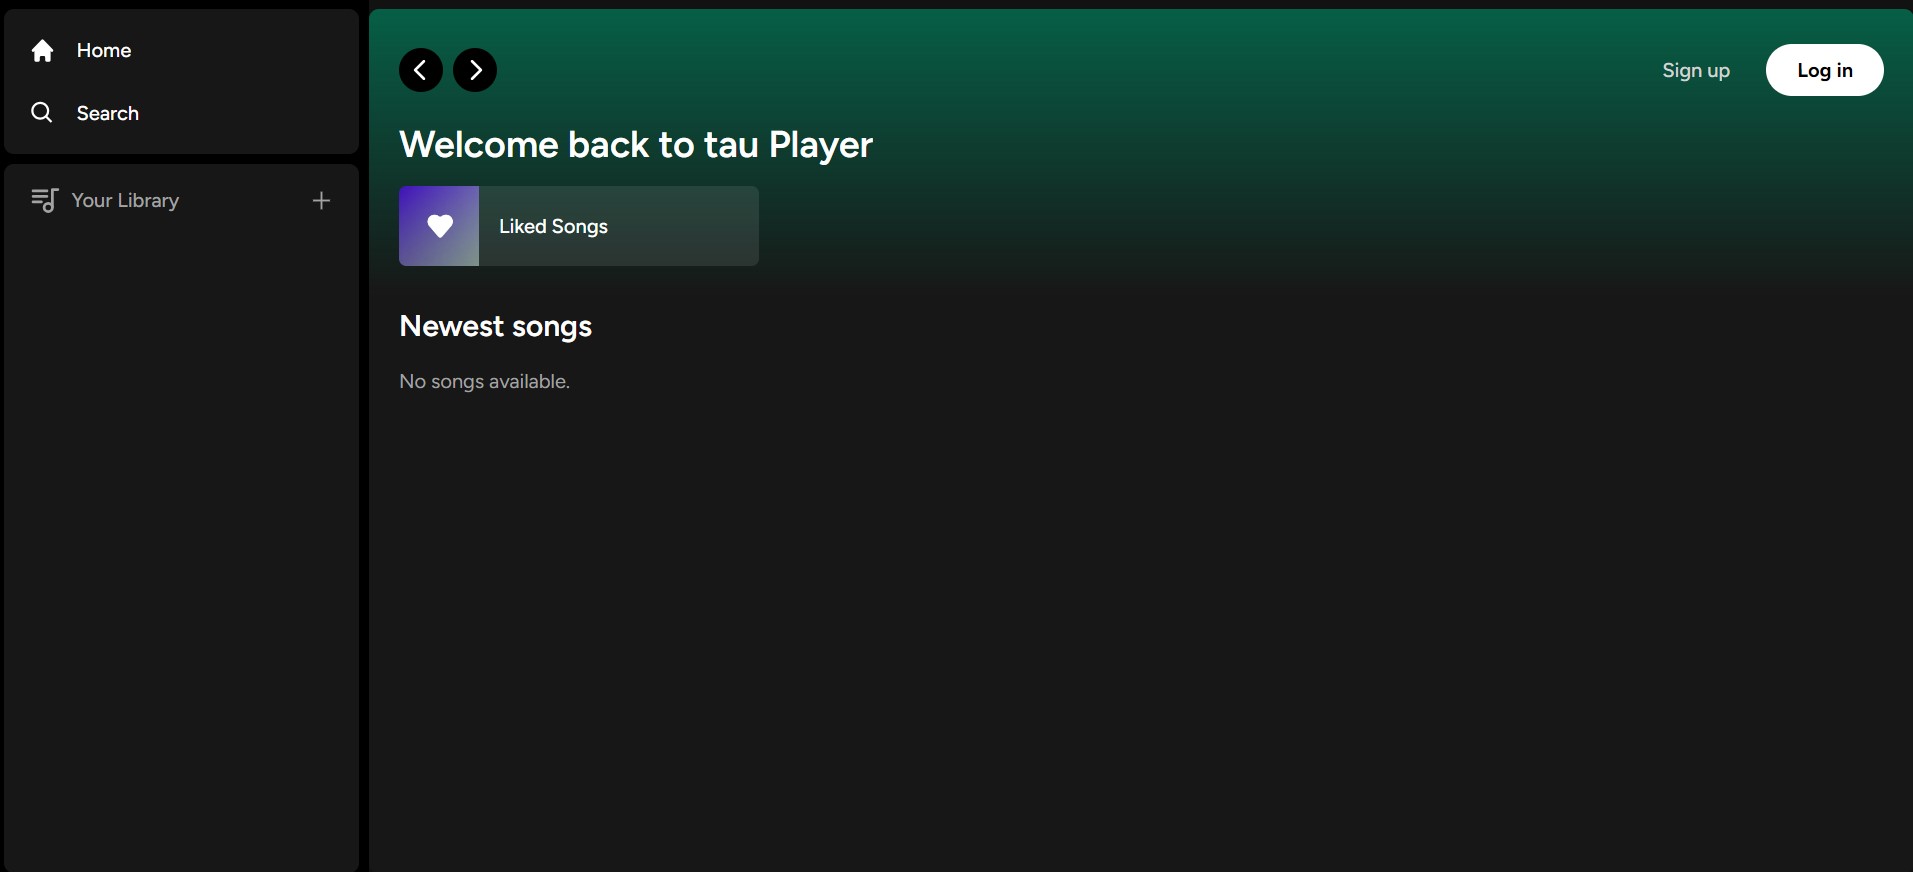 Home
Search
Your Library
Sign up
Log in
Welcome back to tau Player
Liked Songs
Newest songs
No songs available.